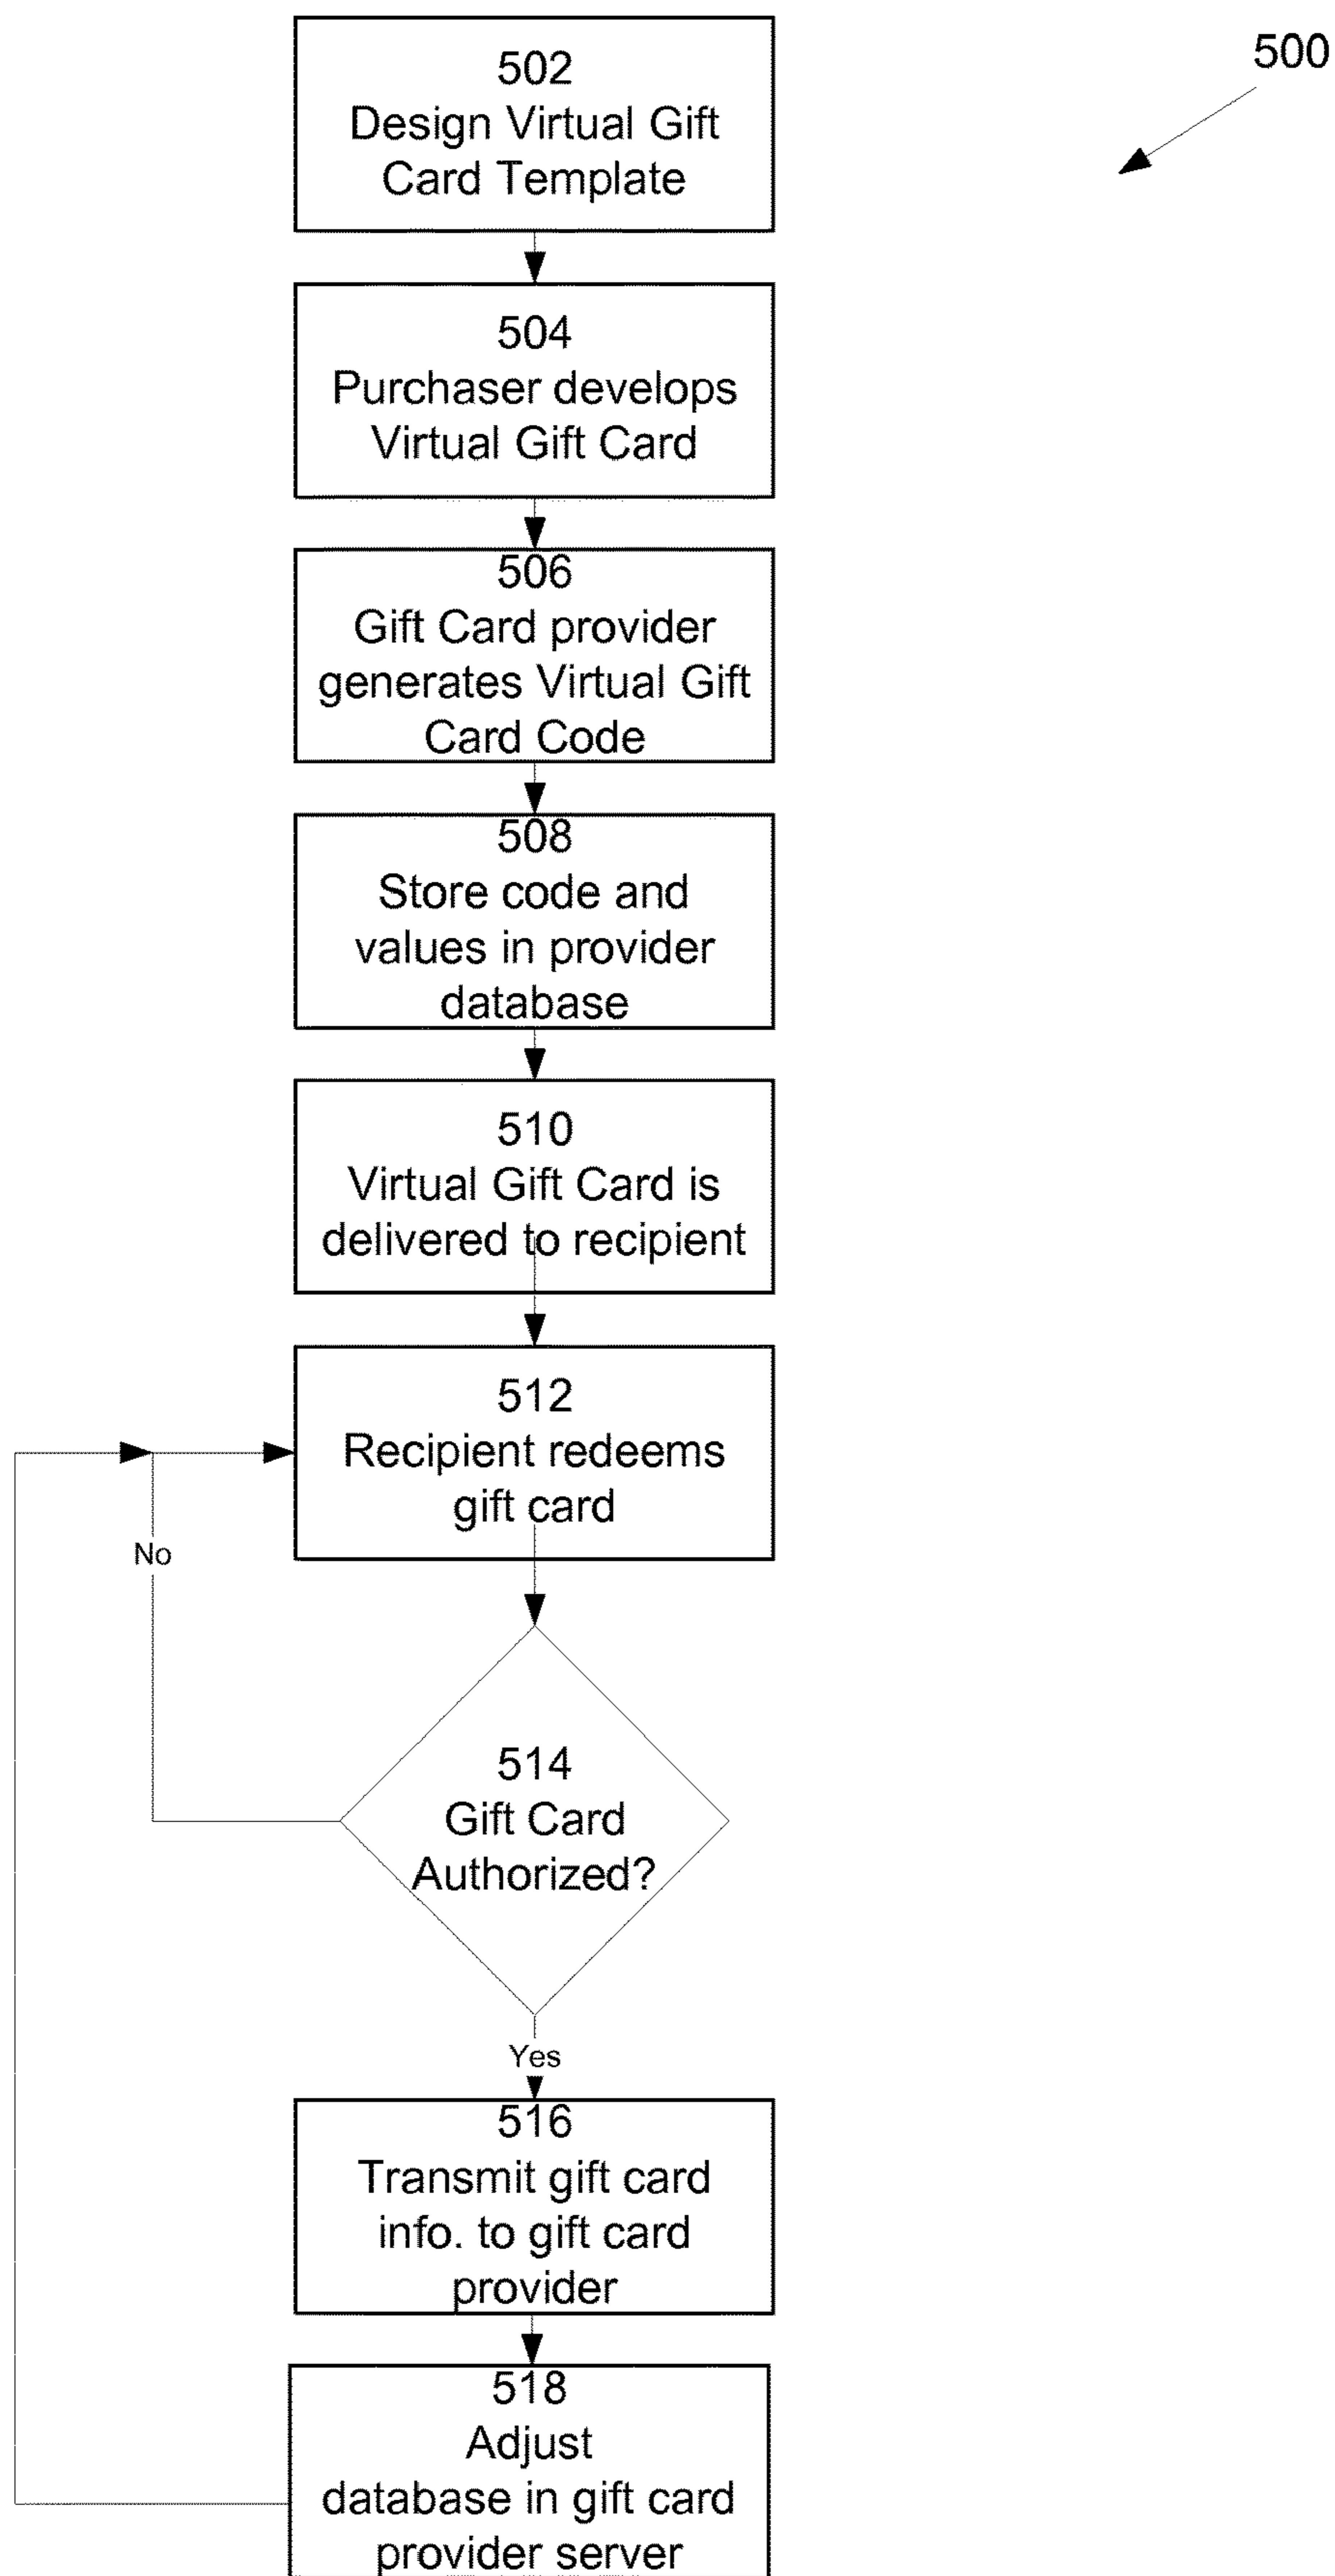 500
502
Design Virtual Gift
Card Template
504
Purchaser develops
Virtual Gift Card
506
Gift Card provider
generates Virtual Gift
Card Code
508
Store code and
values in provider
database
510
Virtual Gift Card is
delivered to recipient
512
Recipient redeems
gift card
No
514
Gift Card
Authorized?
Yes
516
Transmit gift card
info. to gift card
provider
518
Adjust
database in gift card
provider server